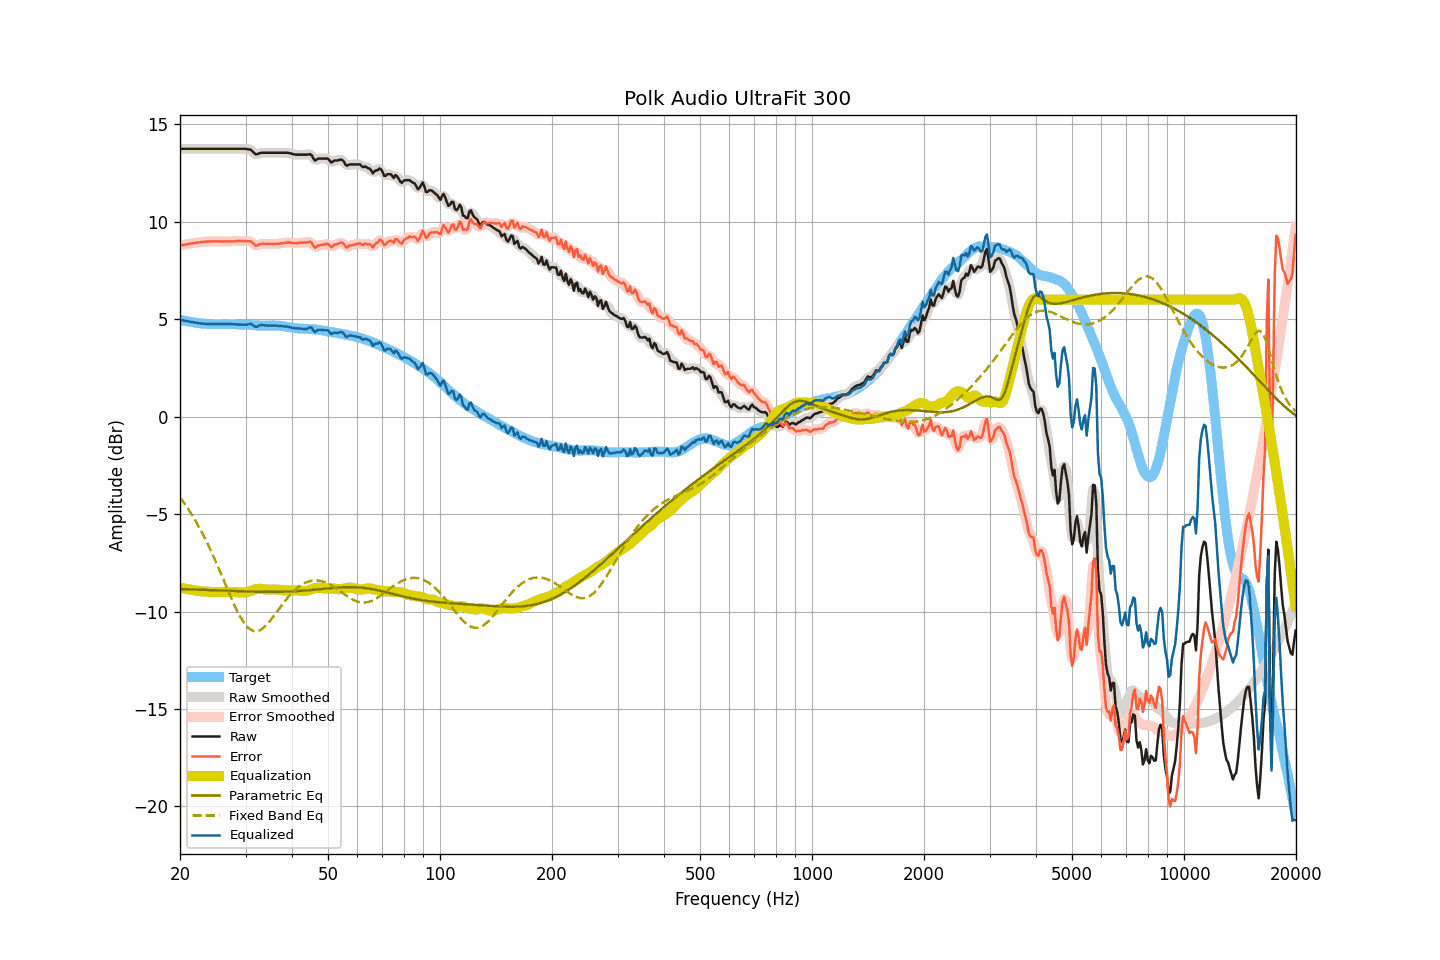 Polk Audio UltraFit 300
15
10
5
0
−5
−10
−15
−20
Amplitude (dBr)
Target
Raw Smoothed
Error Smoothed
Raw
Error
Equalization
Parametric Eq
Fixed Band Eq
Equalized
20 50 100 200 500 1000 2000 5000 10000 20000
Frequency (Hz)